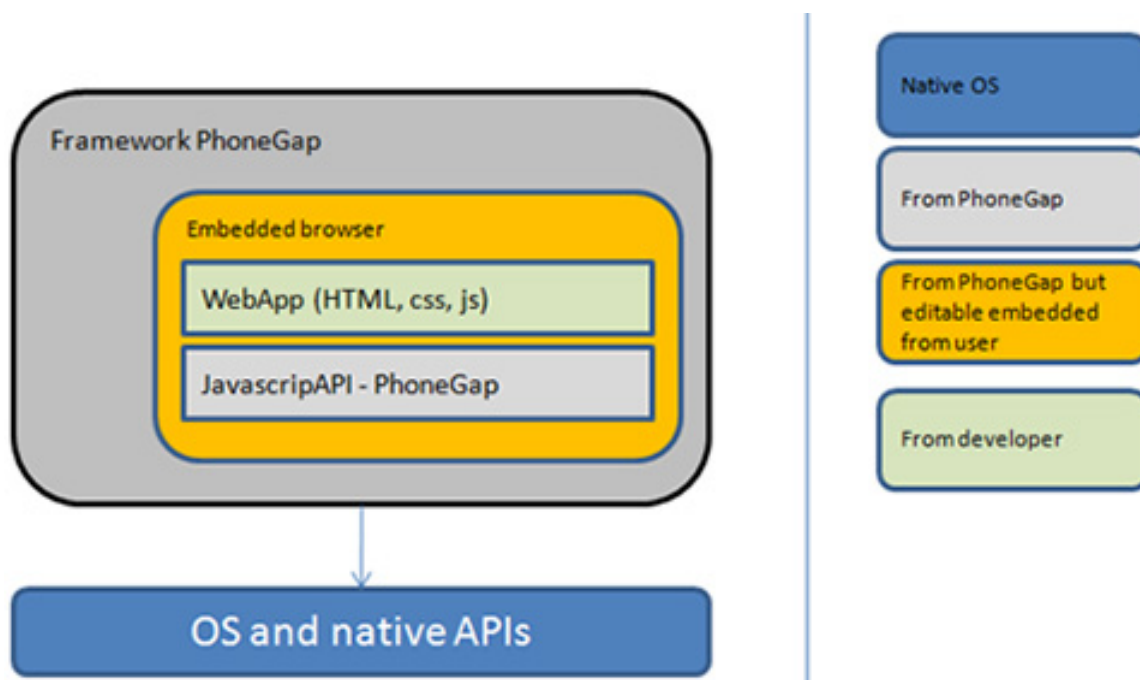 Framework PhoneGap
Embedded browser
WebApp (HTML, css, js)
JavascripAPI - PhoneGap
OS and native APIs
Native OS
From PhoneGap
From PhoneGap but
editable embedded
from user
From developer